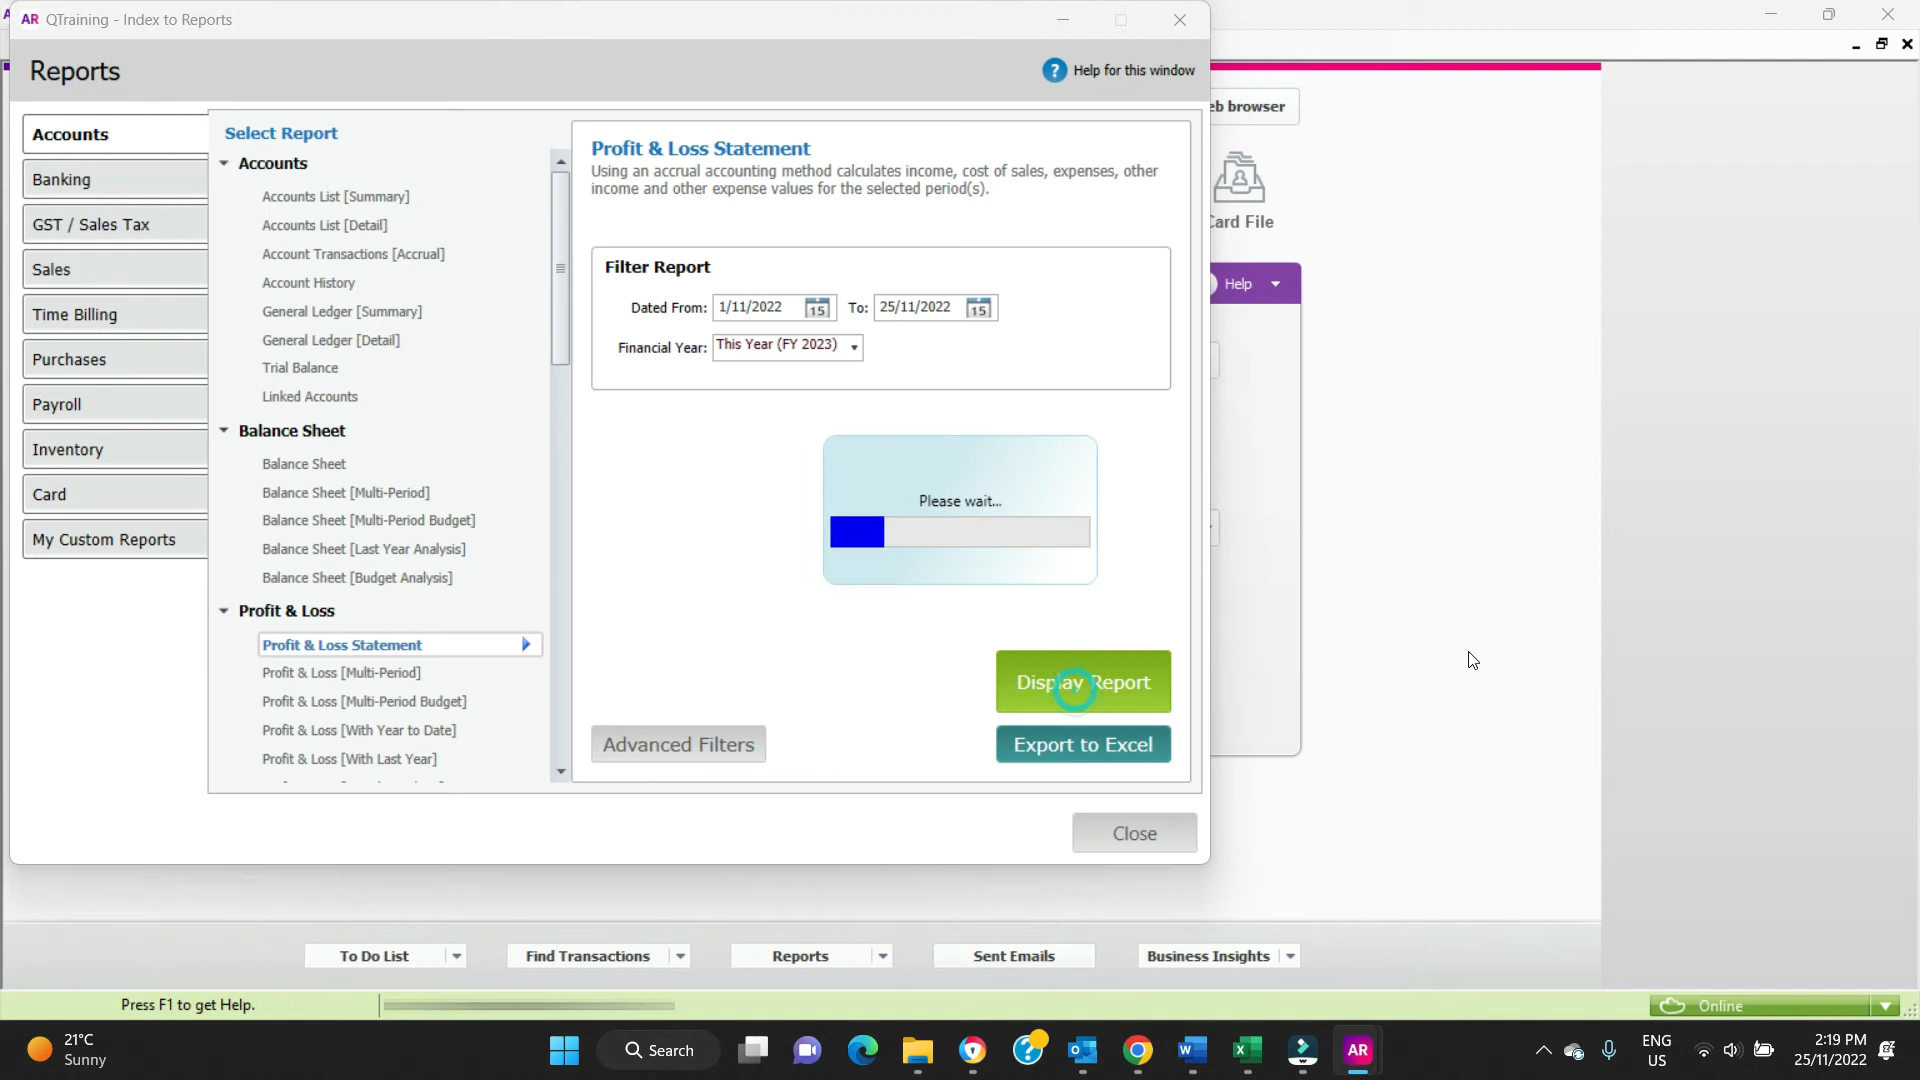 AR QTraining - Index to Reports
Reports
? Help for this window
Accounts
Banking
GST / Sales Tax
Sales
Time Billing
Purchases
Payroll
Inventory
Card
My Custom Reports
Select Report
Accounts
Accounts List [Summary]
Accounts List [Detail]
Account Transactions [Accrual]
Account History
General Ledger [Summary]
General Ledger [Detail]
Trial Balance
Linked Accounts
Balance Sheet
Balance Sheet
Balance Sheet [Multi-Period]
Balance Sheet [Multi-Period Budget]
Balance Sheet [Last Year Analysis]
Balance Sheet [Budget Analysis]
Profit & Loss
Profit & Loss Statement
Profit & Loss [Multi-Period]
Profit & Loss [Multi-Period Budget]
Profit & Loss [With Year to Date]
Profit & Loss [With Last Year]
Profit & Loss Statement
Using an accrual accounting method calculates income, cost of sales, expenses, other
income and other expense values for the selected period(s).
Filter Report
Dated From: 1/11/2022 15 To: 25/11/2022 15
Financial Year: This Year (FY 2023)
Please wait...
Display Report
Advanced Filters
Export to Excel
Close
eb browser
Card File
Help
To Do List
Find Transactions
Reports
Sent Emails
Business Insights
Press F1 to get Help.
Online
21°C
Sunny
Search
AR
ENG
US
2:19 PM
25/11/2022